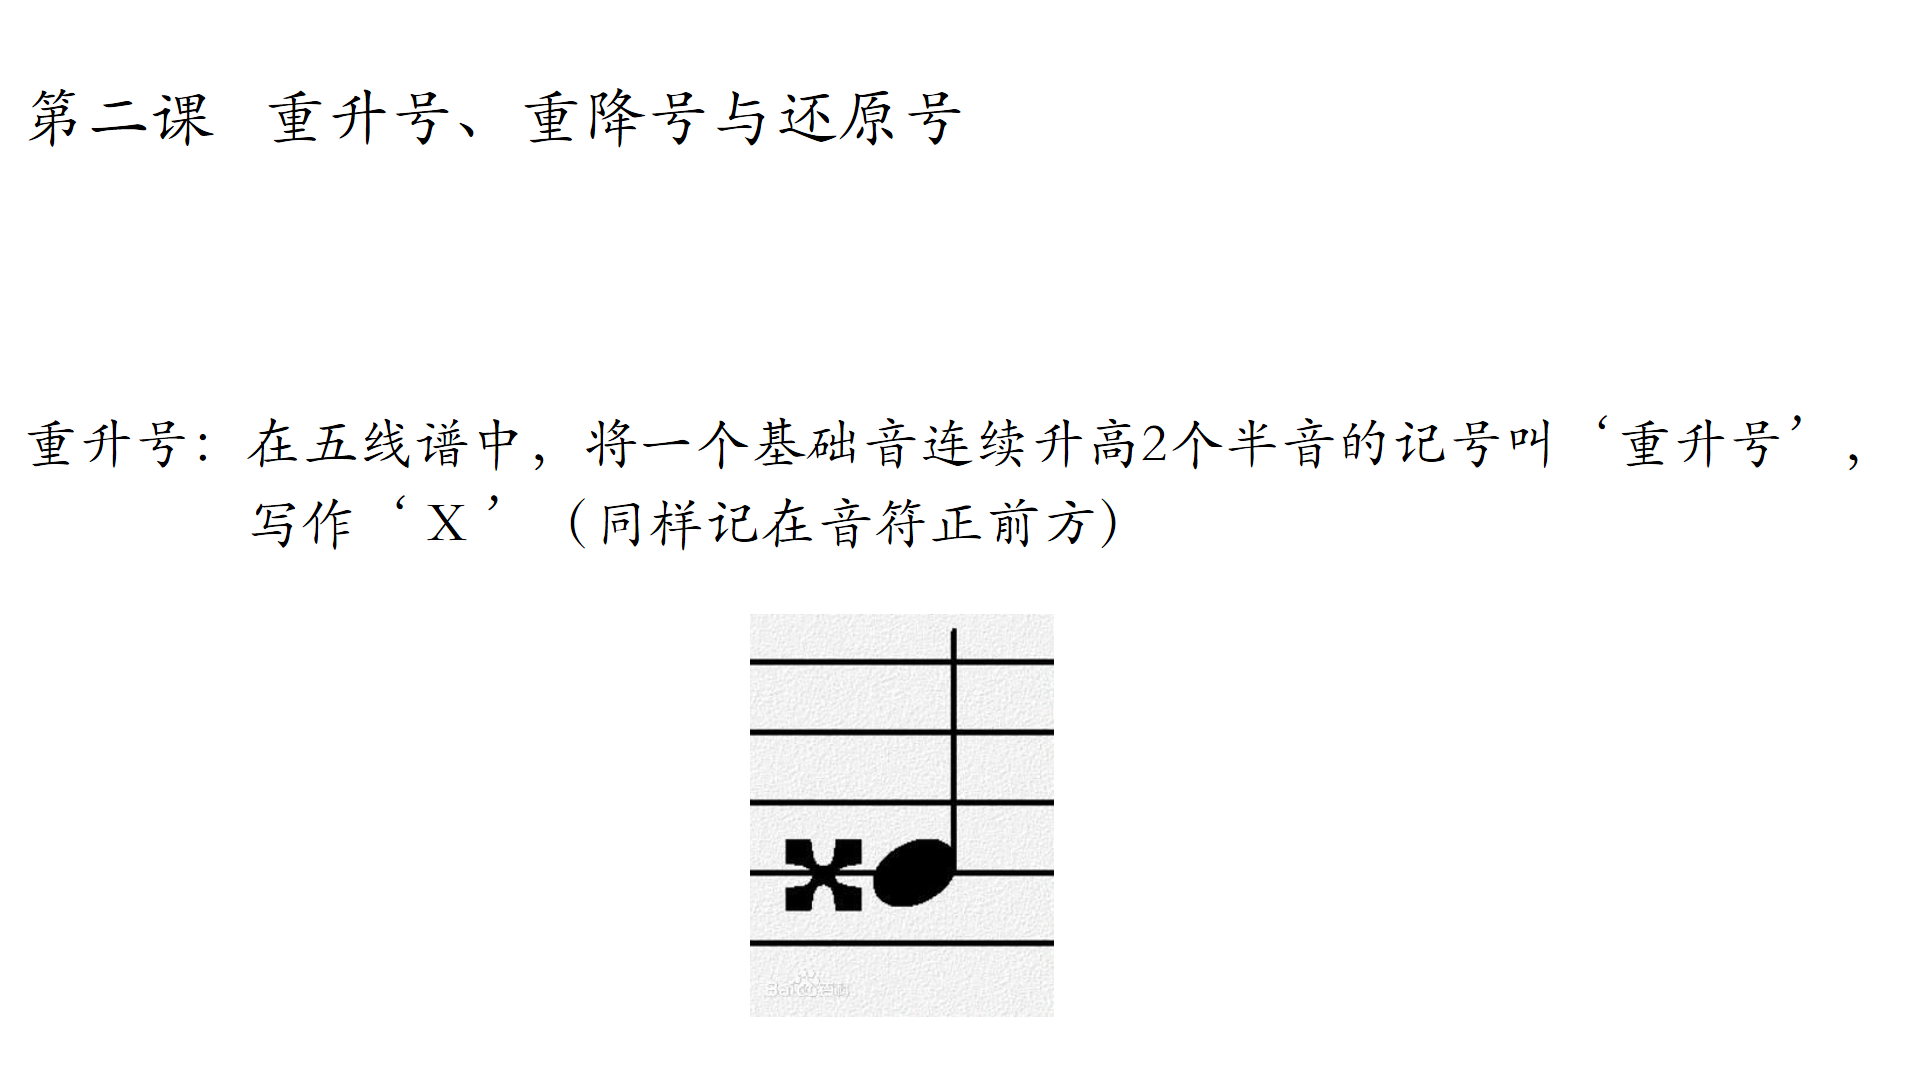 第二课 重升号、重降号与还原号
重升号：在五线谱中，将一个基础音连续升高2个半音的记号叫‘重升号’，
写作‘X’（同样记在音符正前方）
Bai百科